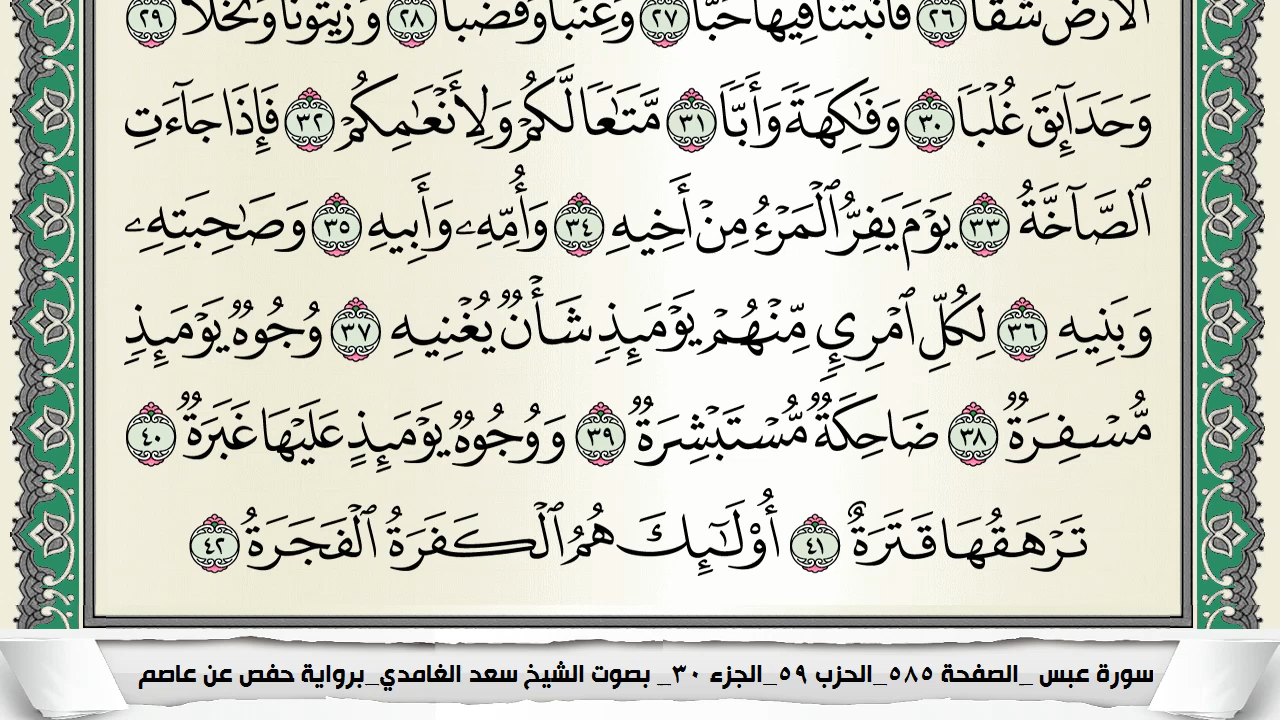 الْأَرْضَ شَقًّا ٢٦ فَأَنبَتْنَا فِيهَا حَبًّا ٢٧ وَعِنَبًا وَقَضْبًا ٢٨ وَزَيْتُونًا وَنَخْلًا ٢٩
وَحَدَآئِقَ غُلْبًا ٣٠ وَفَٰكِهَةً وَأَبًّا ٣١ مَّتَٰعًا لَّكُمْ وَلِأَنْعَٰمِكُمْ ٣٢ فَإِذَا جَآءَتِ
ٱلصَّآخَّةُ ٣٣ يَوْمَ يَفِرُّ ٱلْمَرْءُ مِنْ أَخِيهِ ٣٤ وَأُمِّهِۦ وَأَبِيهِ ٣٥ وَصَٰحِبَتِهِۦ
وَبَنِيهِ ٣٦ لِكُلِّ ٱمْرِئٍ مِّنْهُمْ يَوْمَئِذٍ شَأْنٌ يُغْنِيهِ ٣٧ وُجُوهٌ يَوْمَئِذٍ
مُّسْفِرَةٌ ٣٨ ضَاحِكَةٌ مُّسْتَبْشِرَةٌ ٣٩ وَوُجُوهٌ يَوْمَئِذٍ عَلَيْهَا غَبَرَةٌ ٤٠
تَرْهَقُهَا قَتَرَةٌ ٤١ أُوْلَٰٓئِكَ هُمُ ٱلْكَفَرَةُ ٱلْفَجَرَةُ ٤٢
سورة عبس _الصفحة ٥٨٥_الحزب ٥٩_الجزء ٣٠_ بصوت الشيخ سعد الغامدي_برواية حفص عن عاصم